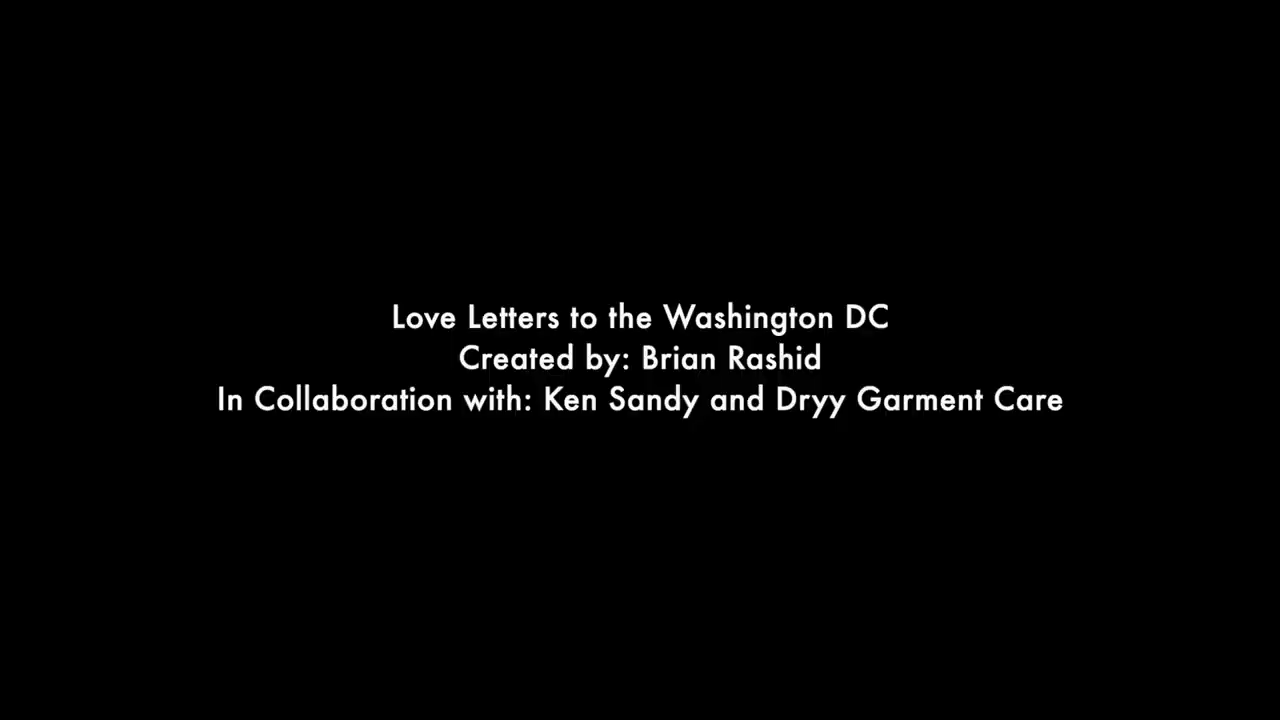 Love Letters to the Washington DC
Created by: Brian Rashid
In Collaboration with: Ken Sandy and Dryy Garment Care